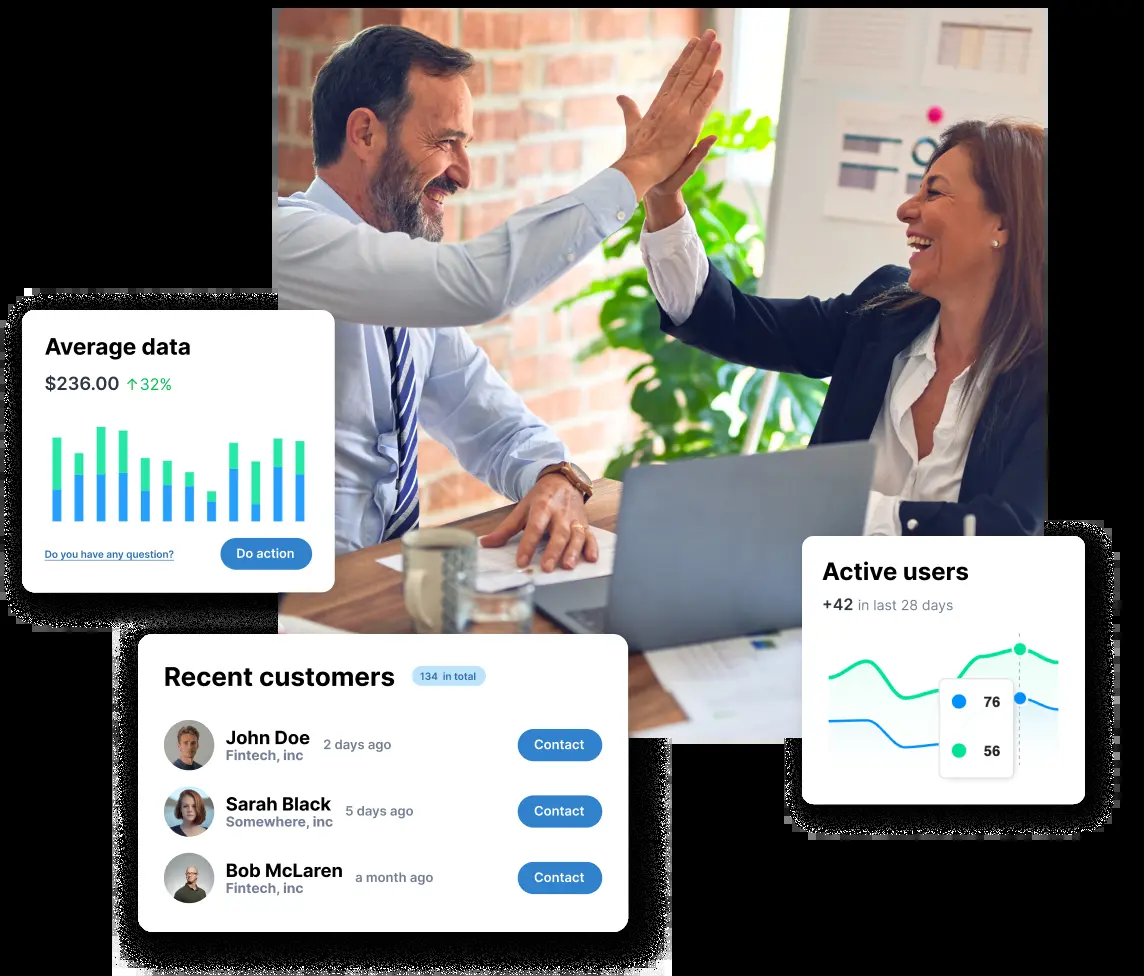 Average data
$236.00 ↑32%
Do you have any question? Do action
Active users
+42 in last 28 days
76
56
Recent customers 134 in total
John Doe 2 days ago Contact
Fintech, inc
Sarah Black 5 days ago Contact
Somewhere, inc
Bob McLaren a month ago Contact
Fintech, inc